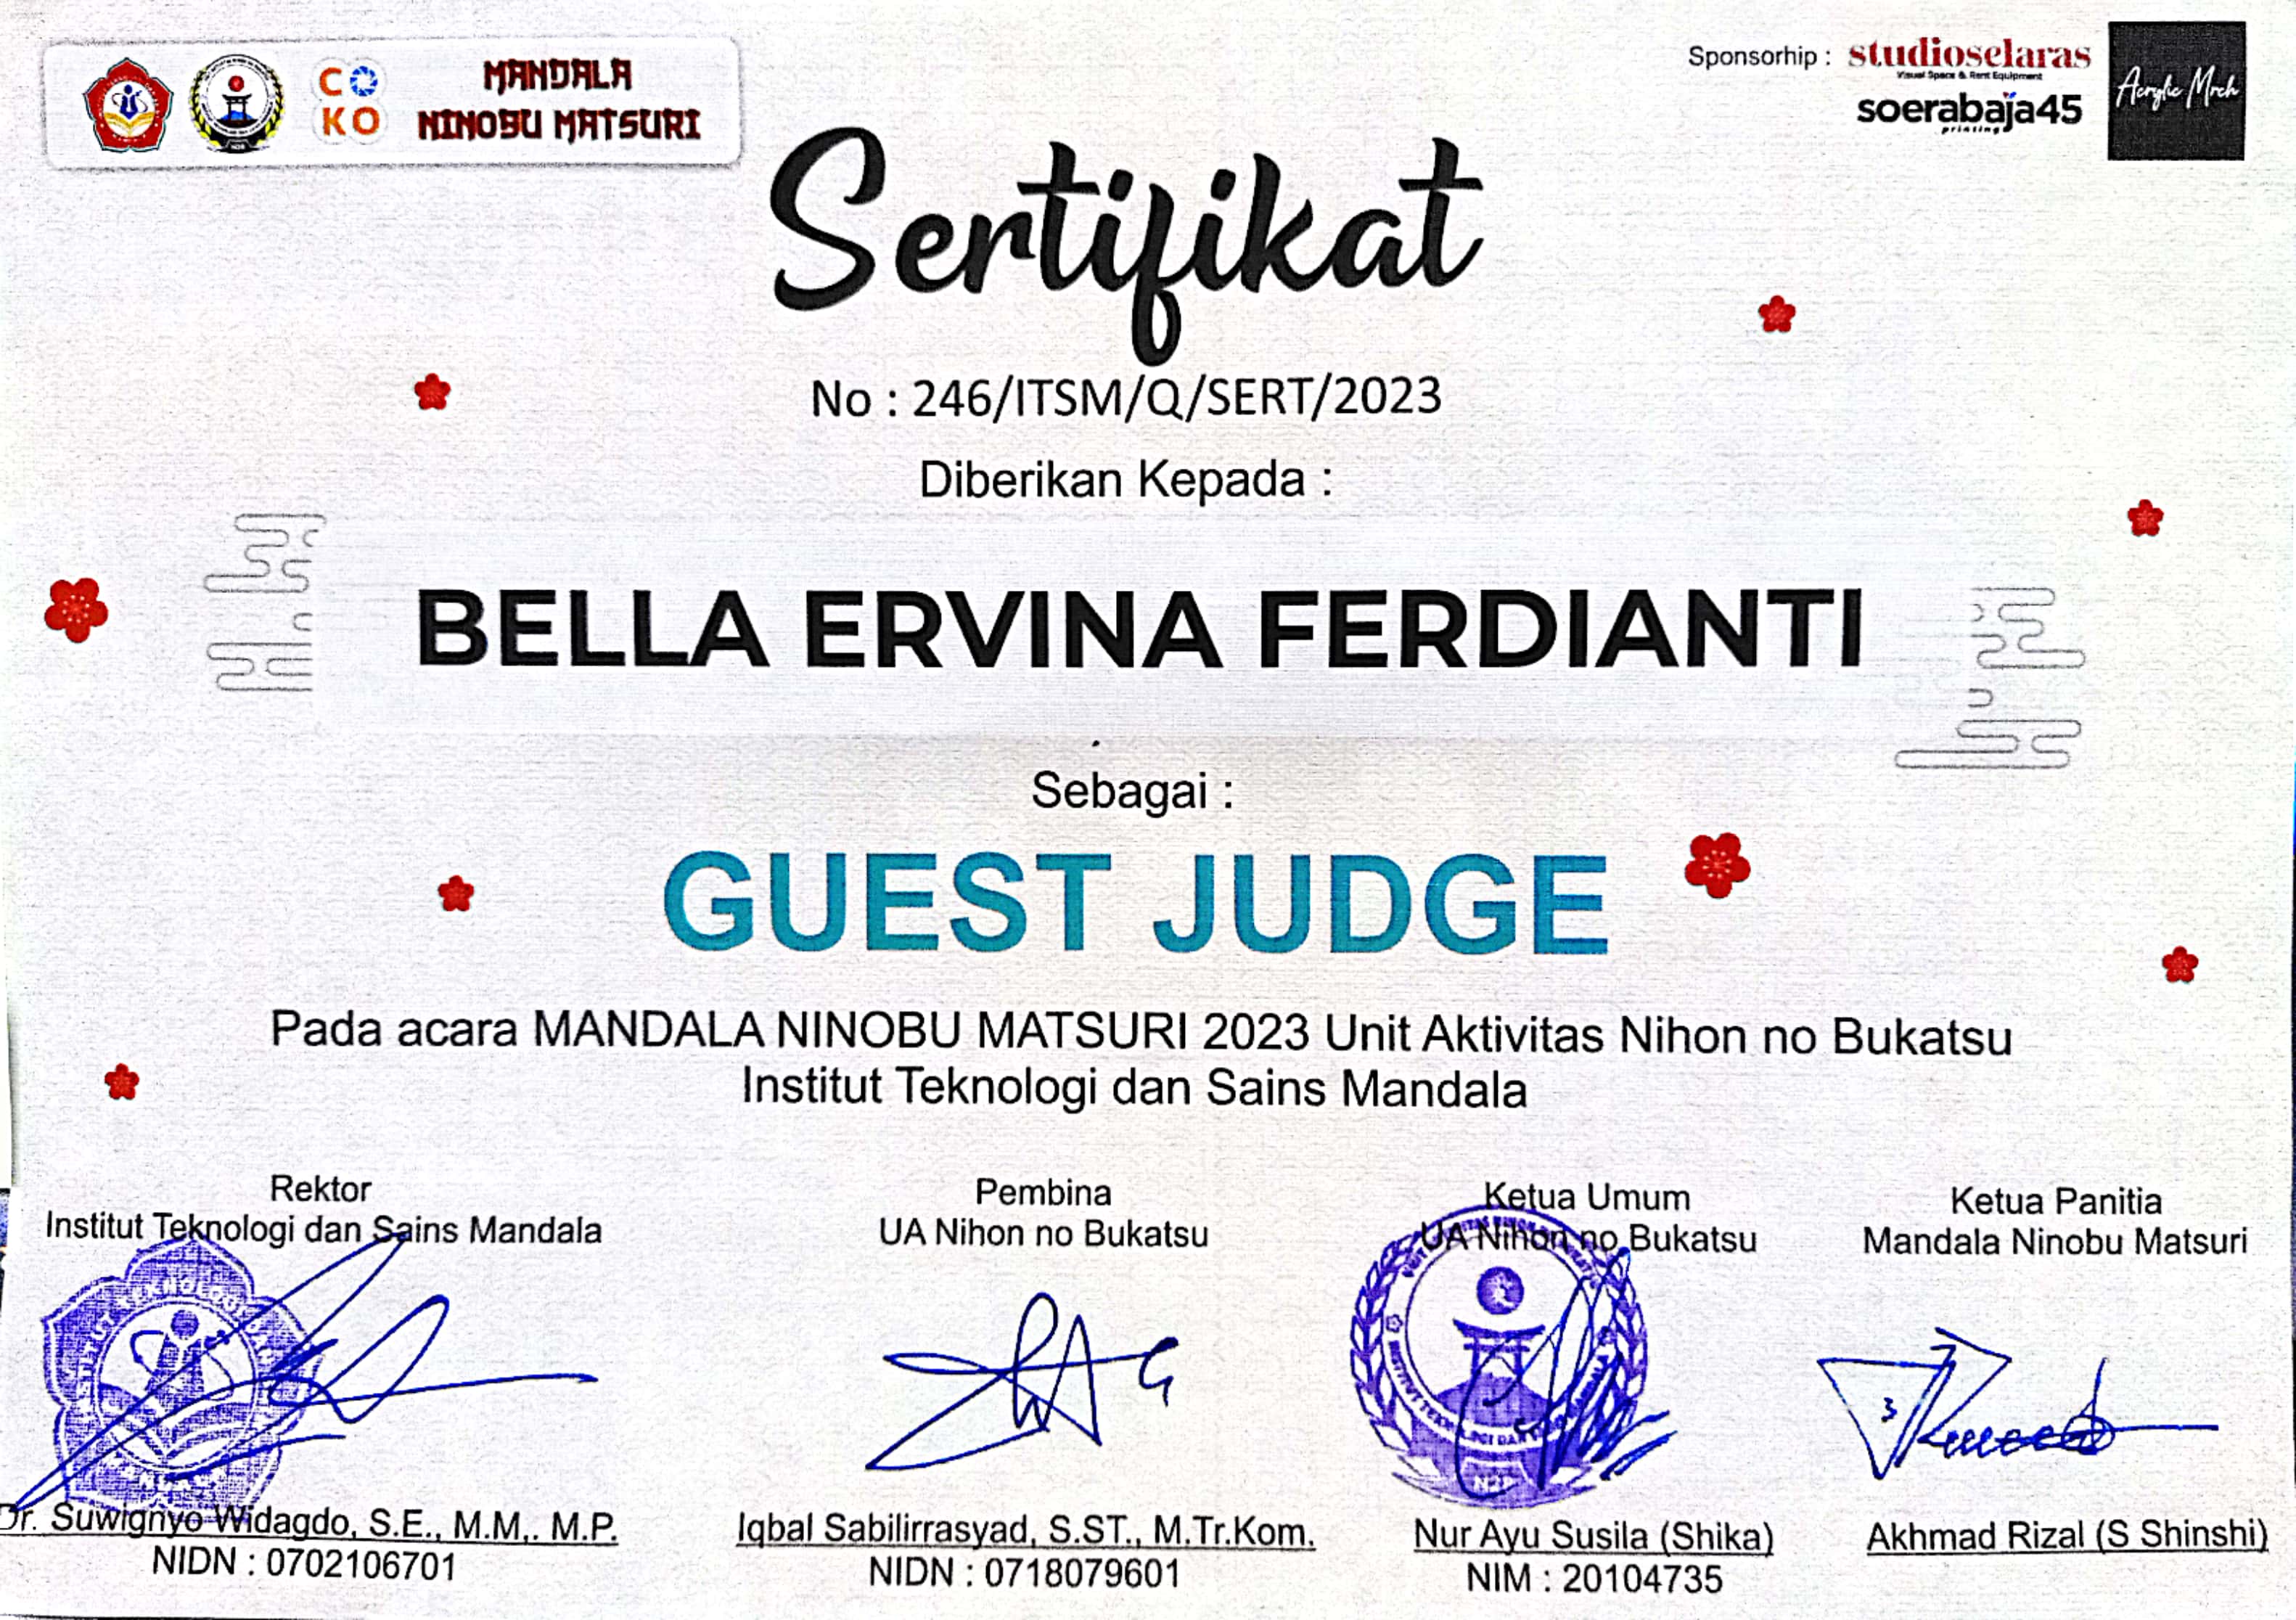 CO
KO
MANDALA
NINOBU MATSURI
Sponsorhip :
studioselaras
Visual Space & Rent Equipment
soerabaja45
printing
Acrylic Mrch
Sertifikat
No : 246/ITSM/Q/SERT/2023
Diberikan Kepada :
BELLA ERVINA FERDIANTI
Sebagai :
GUEST JUDGE
Pada acara MANDALA NINOBU MATSURI 2023 Unit Aktivitas Nihon no Bukatsu
Institut Teknologi dan Sains Mandala
Rektor
Institut Teknologi dan Sains Mandala
Dr. Suwignyo Widagdo, S.E., M.M,. M.P.
NIDN : 0702106701
Pembina
UA Nihon no Bukatsu
Iqbal Sabilirrasyad, S.ST., M.Tr.Kom.
NIDN : 0718079601
Ketua Umum
UA Nihon no Bukatsu
Nur Ayu Susila (Shika)
NIM : 20104735
Ketua Panitia
Mandala Ninobu Matsuri
Akhmad Rizal (S Shinshi)